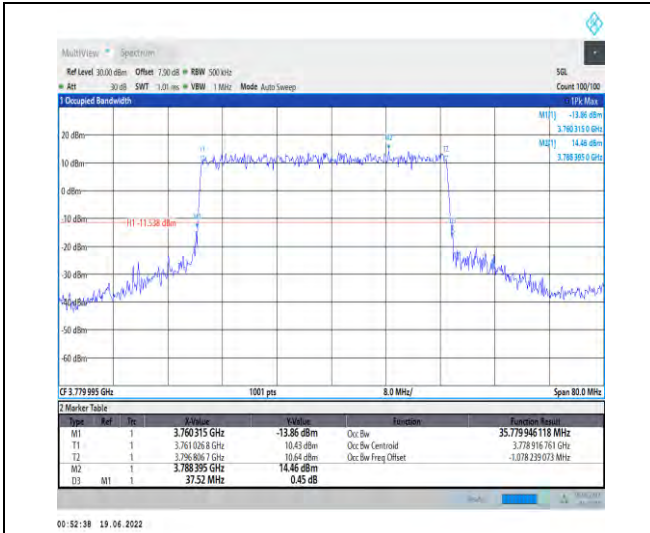 MultiView Spectrum
Ref Level 30.00 dBm Offset 7.50 dB RBW 500 kHz SGL
Att 30 dB SWT 1.01 ms VBW 1 MHz Mode Auto Sweep Count 100/100
1 Occupied Bandwidth 1Pk Max
M1[1] -13.86 dBm
3.760 315 0 GHz
M2[1] 14.46 dBm
3.788 395 0 GHz
20 dBm
T1 M2 T2
10 dBm
0 dBm
-10 dBm
H1 -11.538 dBm
M1
-20 dBm
-30 dBm
-40 dBm
-50 dBm
-60 dBm
CF 3.779 995 GHz 1001 pts 8.0 MHz/ Span 80.0 MHz
2 Marker Table
Type Ref Trc X-Value Y-Value Function Function Result
M1 1 3.760315 GHz -13.86 dBm Occ Bw 35.779 946 118 MHz
T1 1 3.761 026 8 GHz 10.43 dBm Occ Bw Centroid 3.778 916 761 GHz
T2 1 3.796 806 7 GHz 10.64 dBm Occ Bw Freq Offset -1.078 239 073 MHz
M2 1 3.788395 GHz 14.46 dBm
D3 M1 1 37.52 MHz 0.45 dB
00:52:38 19.06.2022